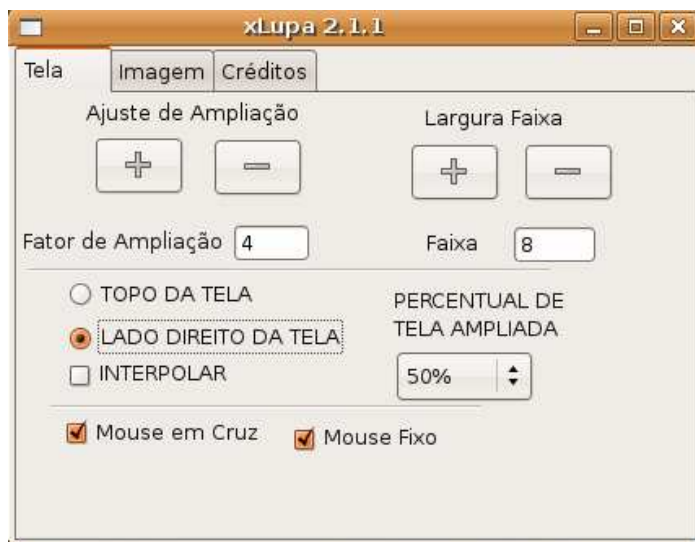 xLupa 2.1.1
Tela Imagem Créditos
Ajuste de Ampliação Largura Faixa
Fator de Ampliação 4 Faixa 8
TOPO DA TELA
LADO DIREITO DA TELA
INTERPOLAR
PERCENTUAL DE
TELA AMPLIADA
50%
Mouse em Cruz Mouse Fixo